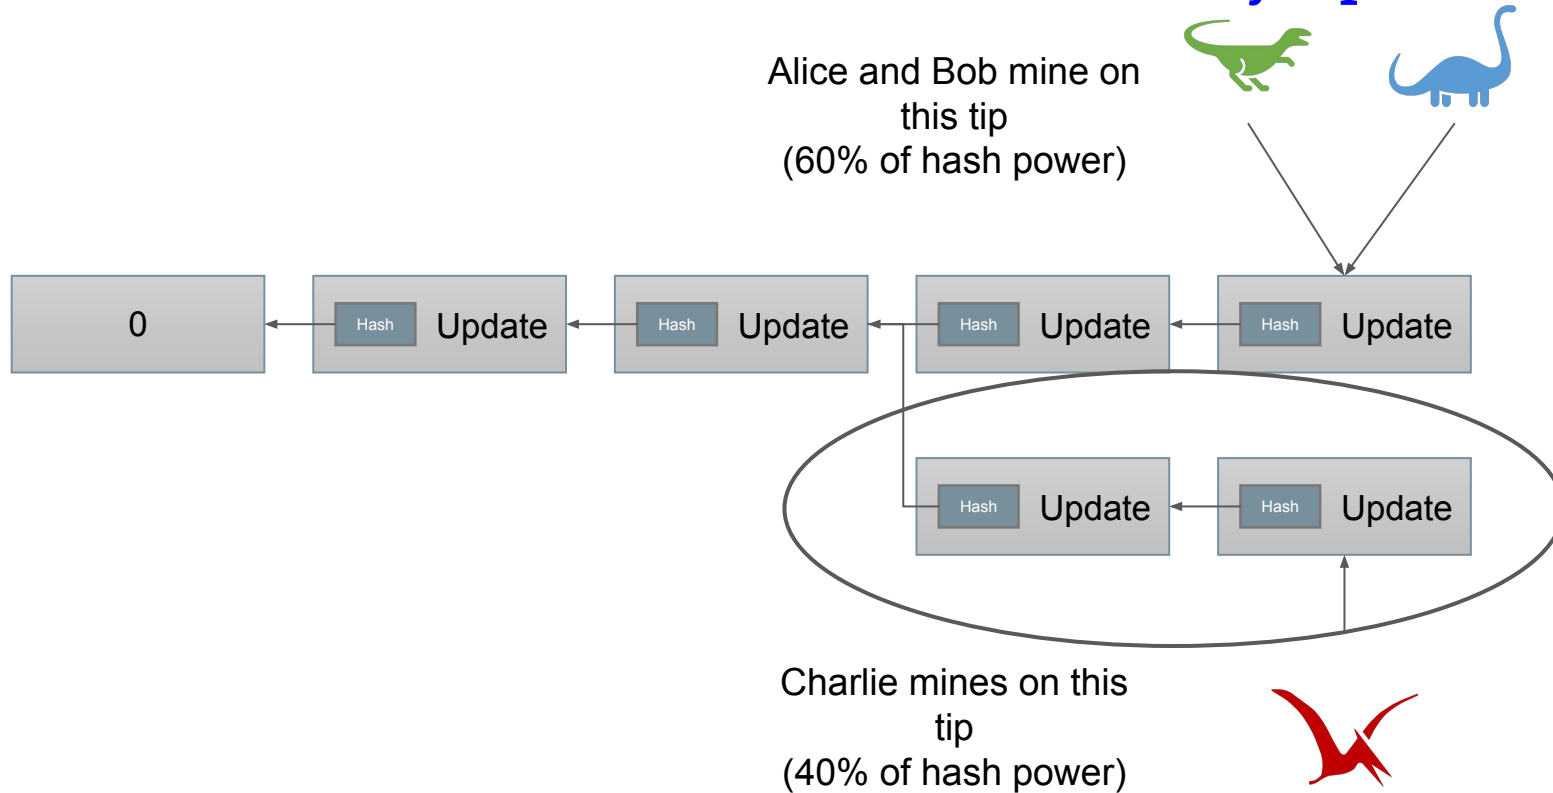 Alice and Bob mine on
this tip
(60% of hash power)
0
Hash Update
Hash Update
Hash Update
Hash Update
Hash Update
Hash Update
Charlie mines on this
tip
(40% of hash power)